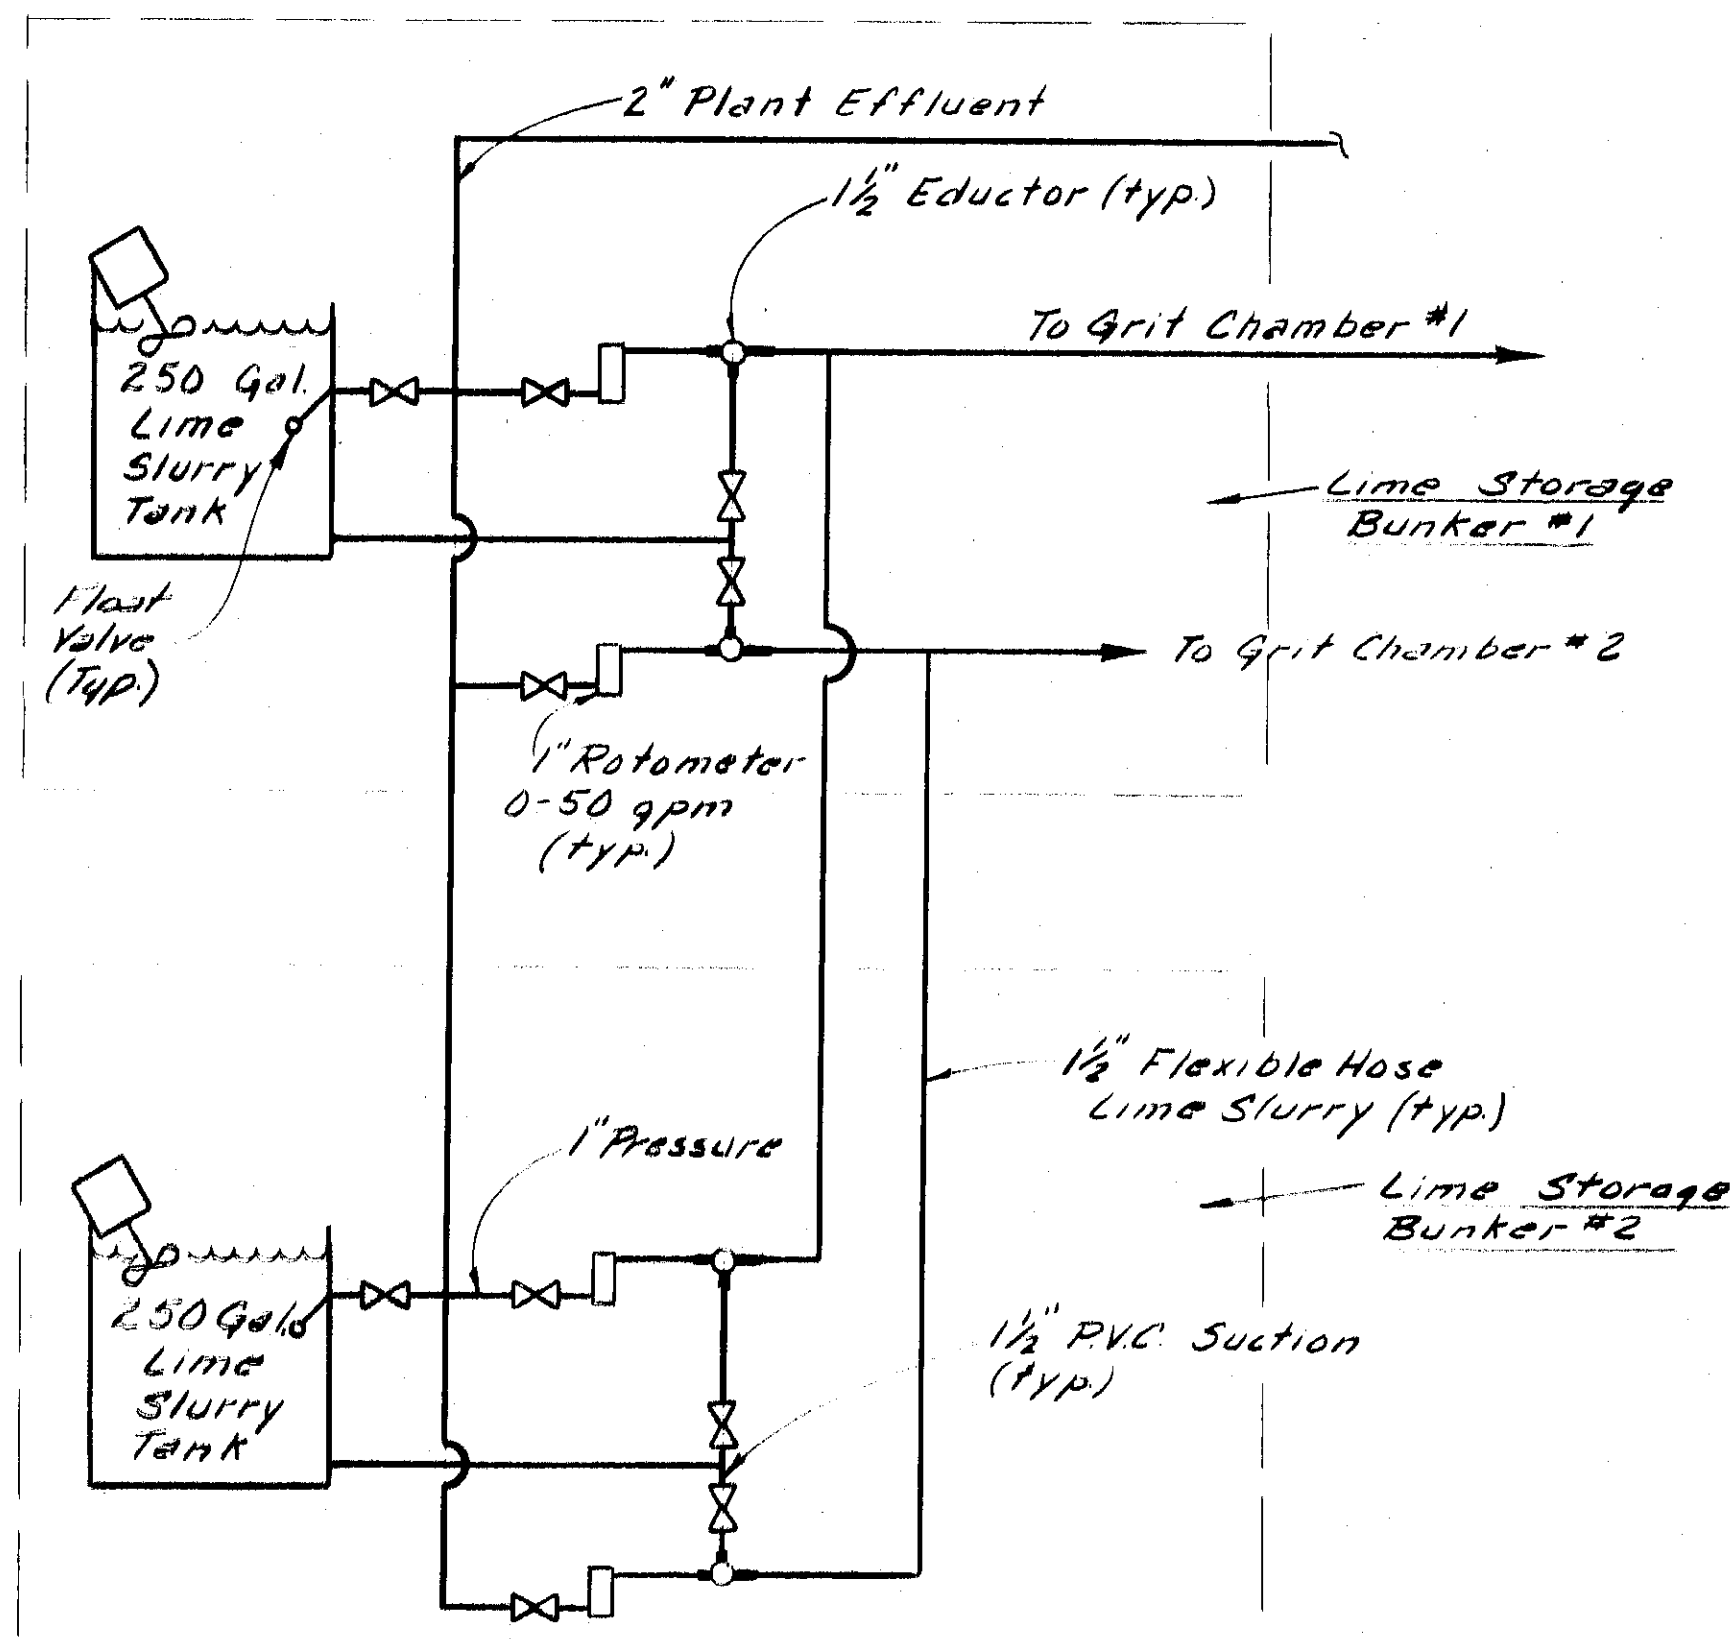 2" Plant Effluent
1½" Eductor (typ.)
To Grit Chamber #1
250 Gal.
Lime
Slurry
Tank
Lime Storage
Bunker #1
Float
Valve
(Typ.)
To Grit Chamber #2
1" Rotometer
0-50 gpm
(typ.)
1½" Flexible Hose
Lime Slurry (typ.)
1" Pressure
Lime Storage
Bunker #2
250 Gal.
Lime
Slurry
Tank
1½" P.V.C. Suction
(typ.)